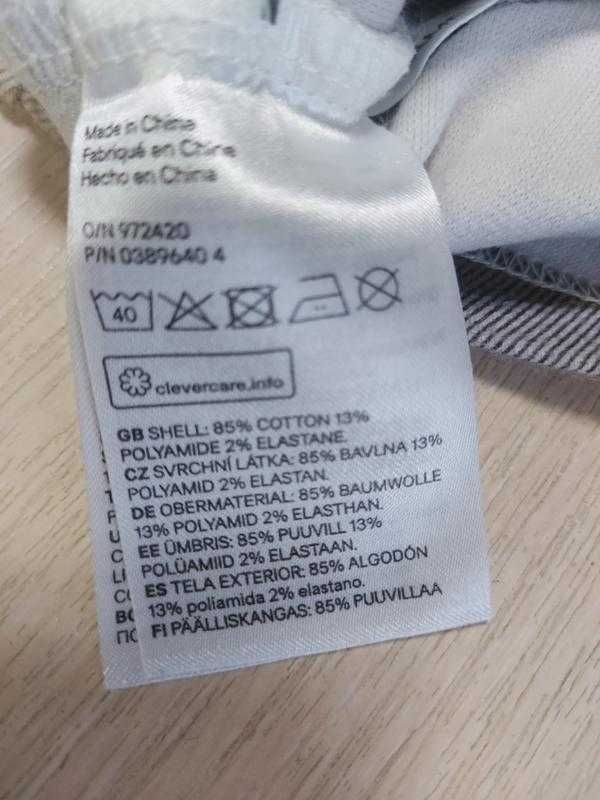 Made in China
Fabriqué en Chine
Hecho en China
O/N 972420
P/N 0389640 4
40
clevercare.info
GB SHELL: 85% COTTON 13%
POLYAMIDE 2% ELASTANE.
CZ SVRCHNÍ LÁTKA: 85% BAVLNA 13%
POLYAMID 2% ELASTAN.
DE OBERMATERIAL: 85% BAUMWOLLE
13% POLYAMID 2% ELASTHAN.
EE ÜMBRIS: 85% PUUVILL 13%
POLÜAMIID 2% ELASTAAN.
ES TELA EXTERIOR: 85% ALGODÓN
13% poliamida 2% elastano.
FI PÄÄLLISKANGAS: 85% PUUVILLAA